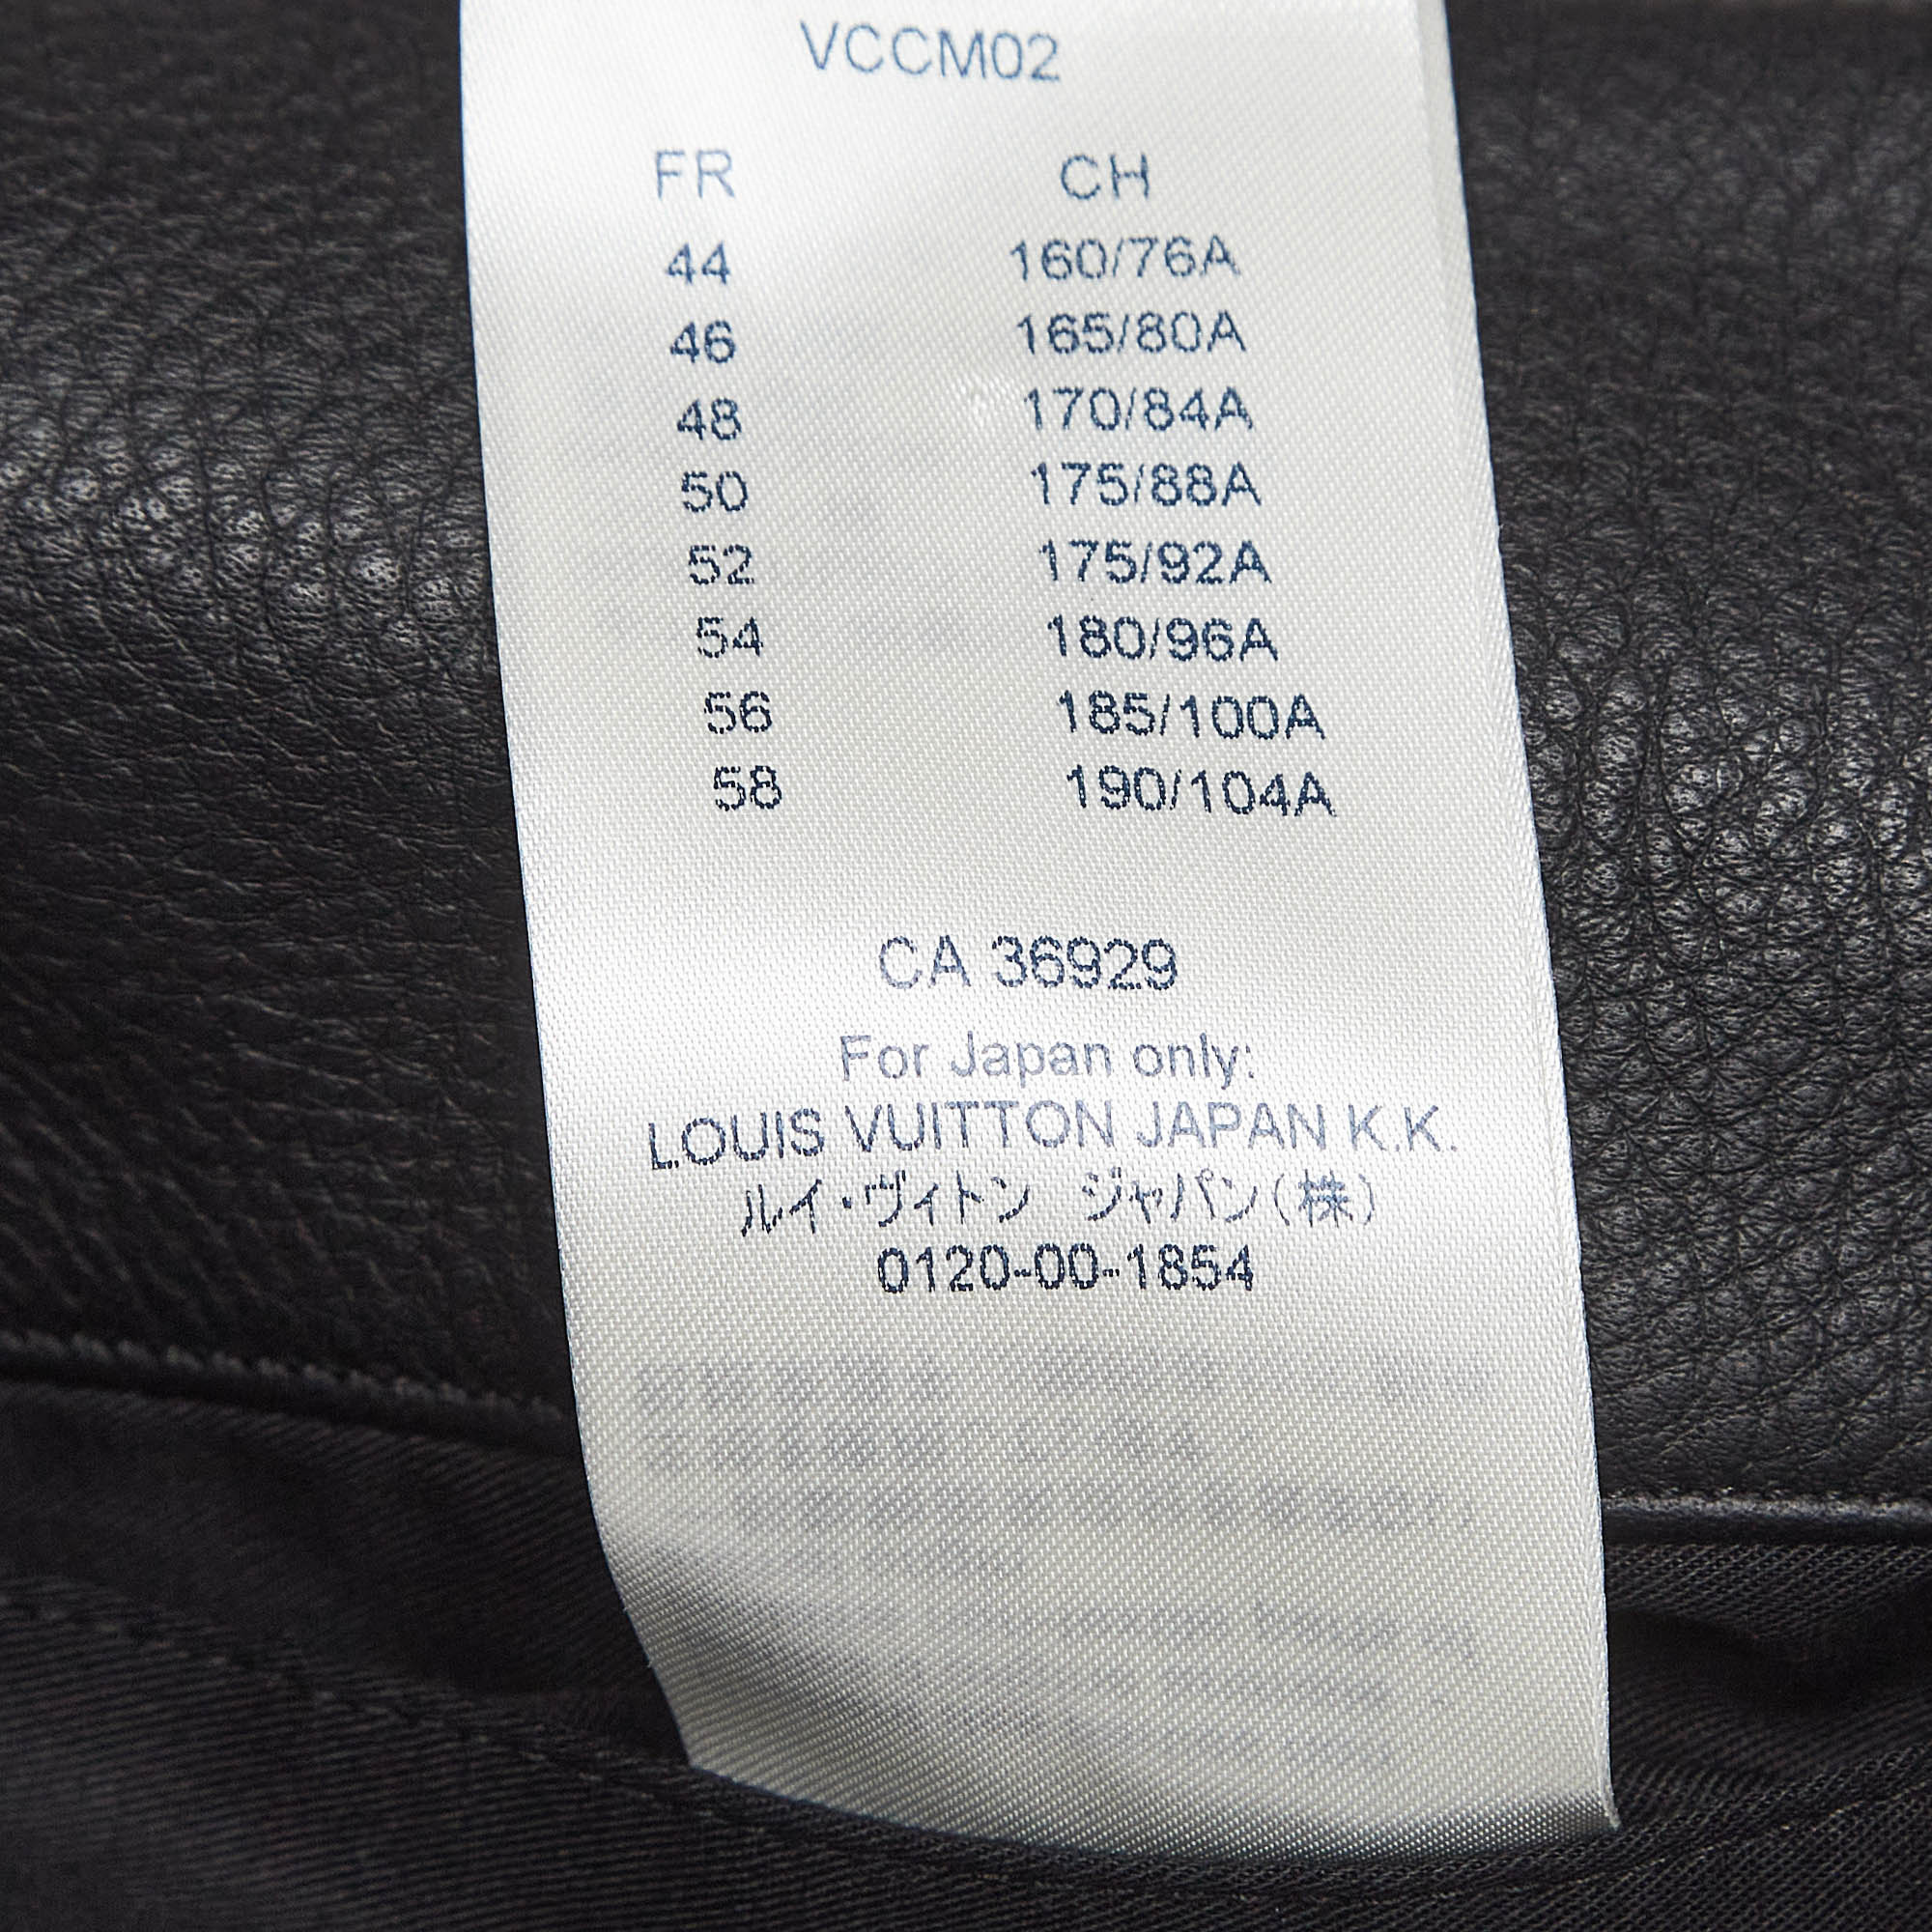 VCCM02
FR CH
44 160/76A
46 165/80A
48 170/84A
50 175/88A
52 175/92A
54 180/96A
56 185/100A
58 190/104A
CA 36929
For Japan only:
LOUIS VUITTON JAPAN K.K.
ルイ・ヴィトン ジャパン(株)
0120-00-1854